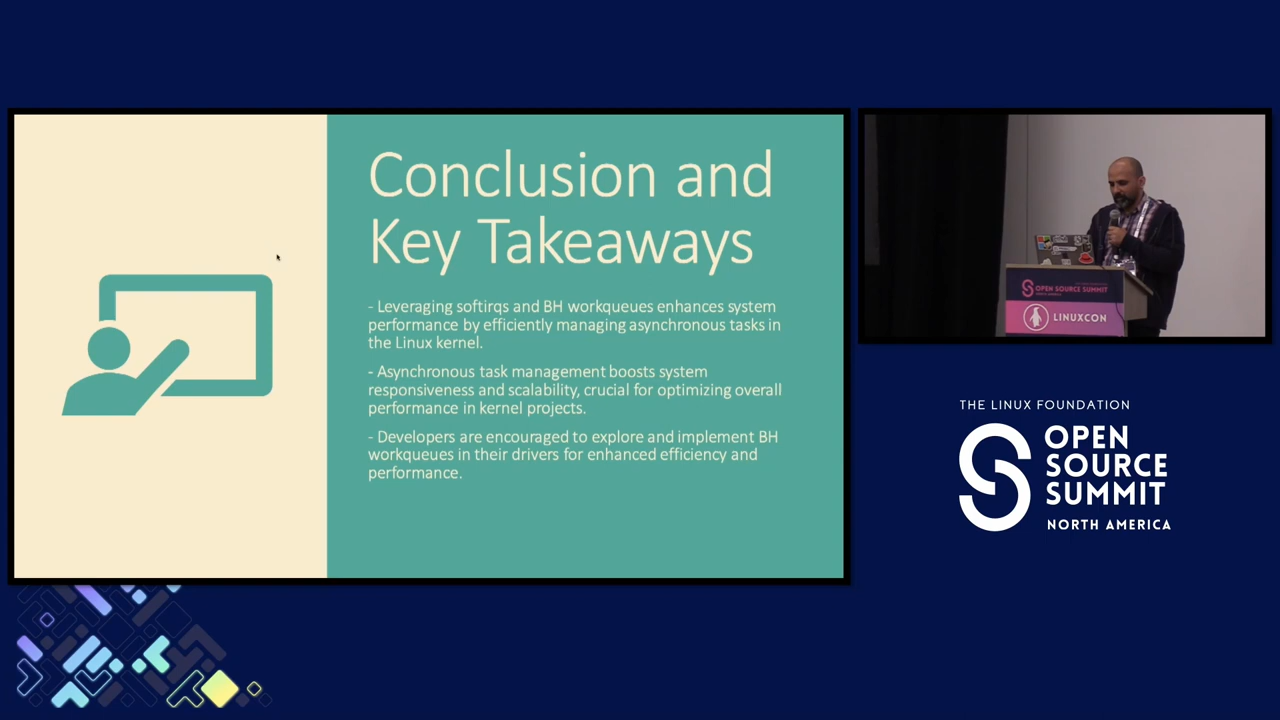 Conclusion and
Key Takeaways
- Leveraging softirqs and BH workqueues enhances system
performance by efficiently managing asynchronous tasks in
the Linux kernel.
- Asynchronous task management boosts system
responsiveness and scalability, crucial for optimizing overall
performance in kernel projects.
- Developers are encouraged to explore and implement BH
workqueues in their drivers for enhanced efficiency and
performance.
OPEN SOURCE SUMMIT
LINUXCON
THE LINUX FOUNDATION
OPEN
SOURCE
SUMMIT
NORTH AMERICA